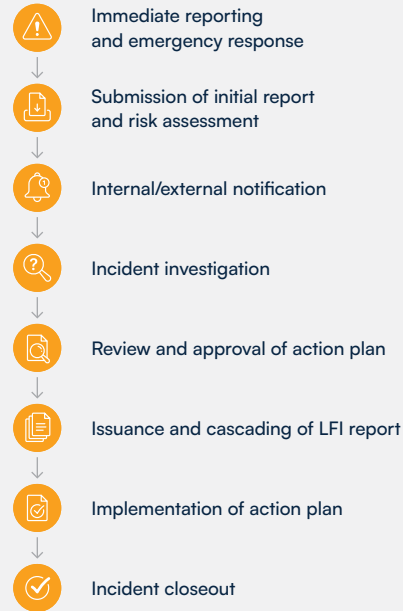 Immediate reporting
and emergency response
Submission of initial report
and risk assessment
Internal/external notification
Incident investigation
Review and approval of action plan
Issuance and cascading of LFI report
Implementation of action plan
Incident closeout